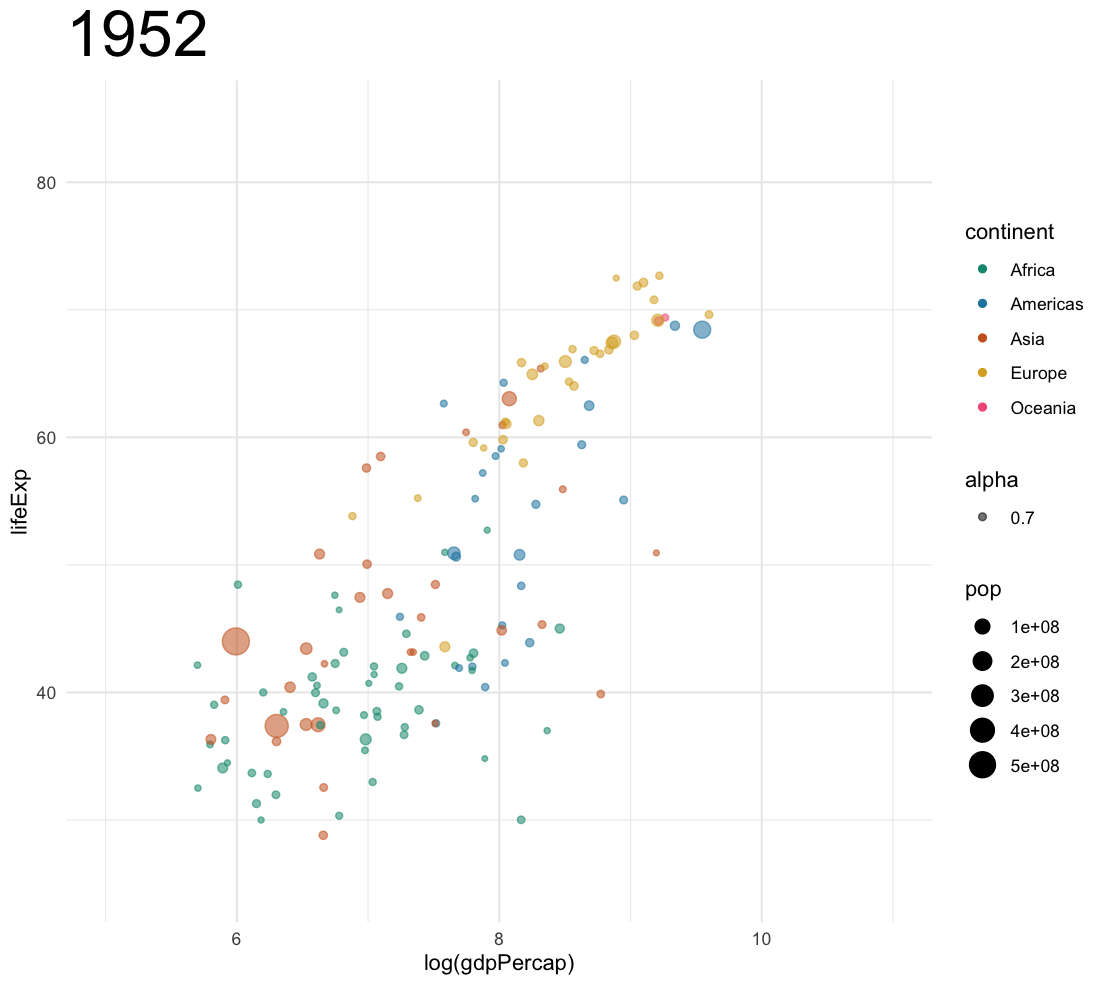 1952
80
60
40
lifeExp
6
8
10
log(gdpPercap)
continent
Africa
Americas
Asia
Europe
Oceania
alpha
0.7
pop
1e+08
2e+08
3e+08
4e+08
5e+08